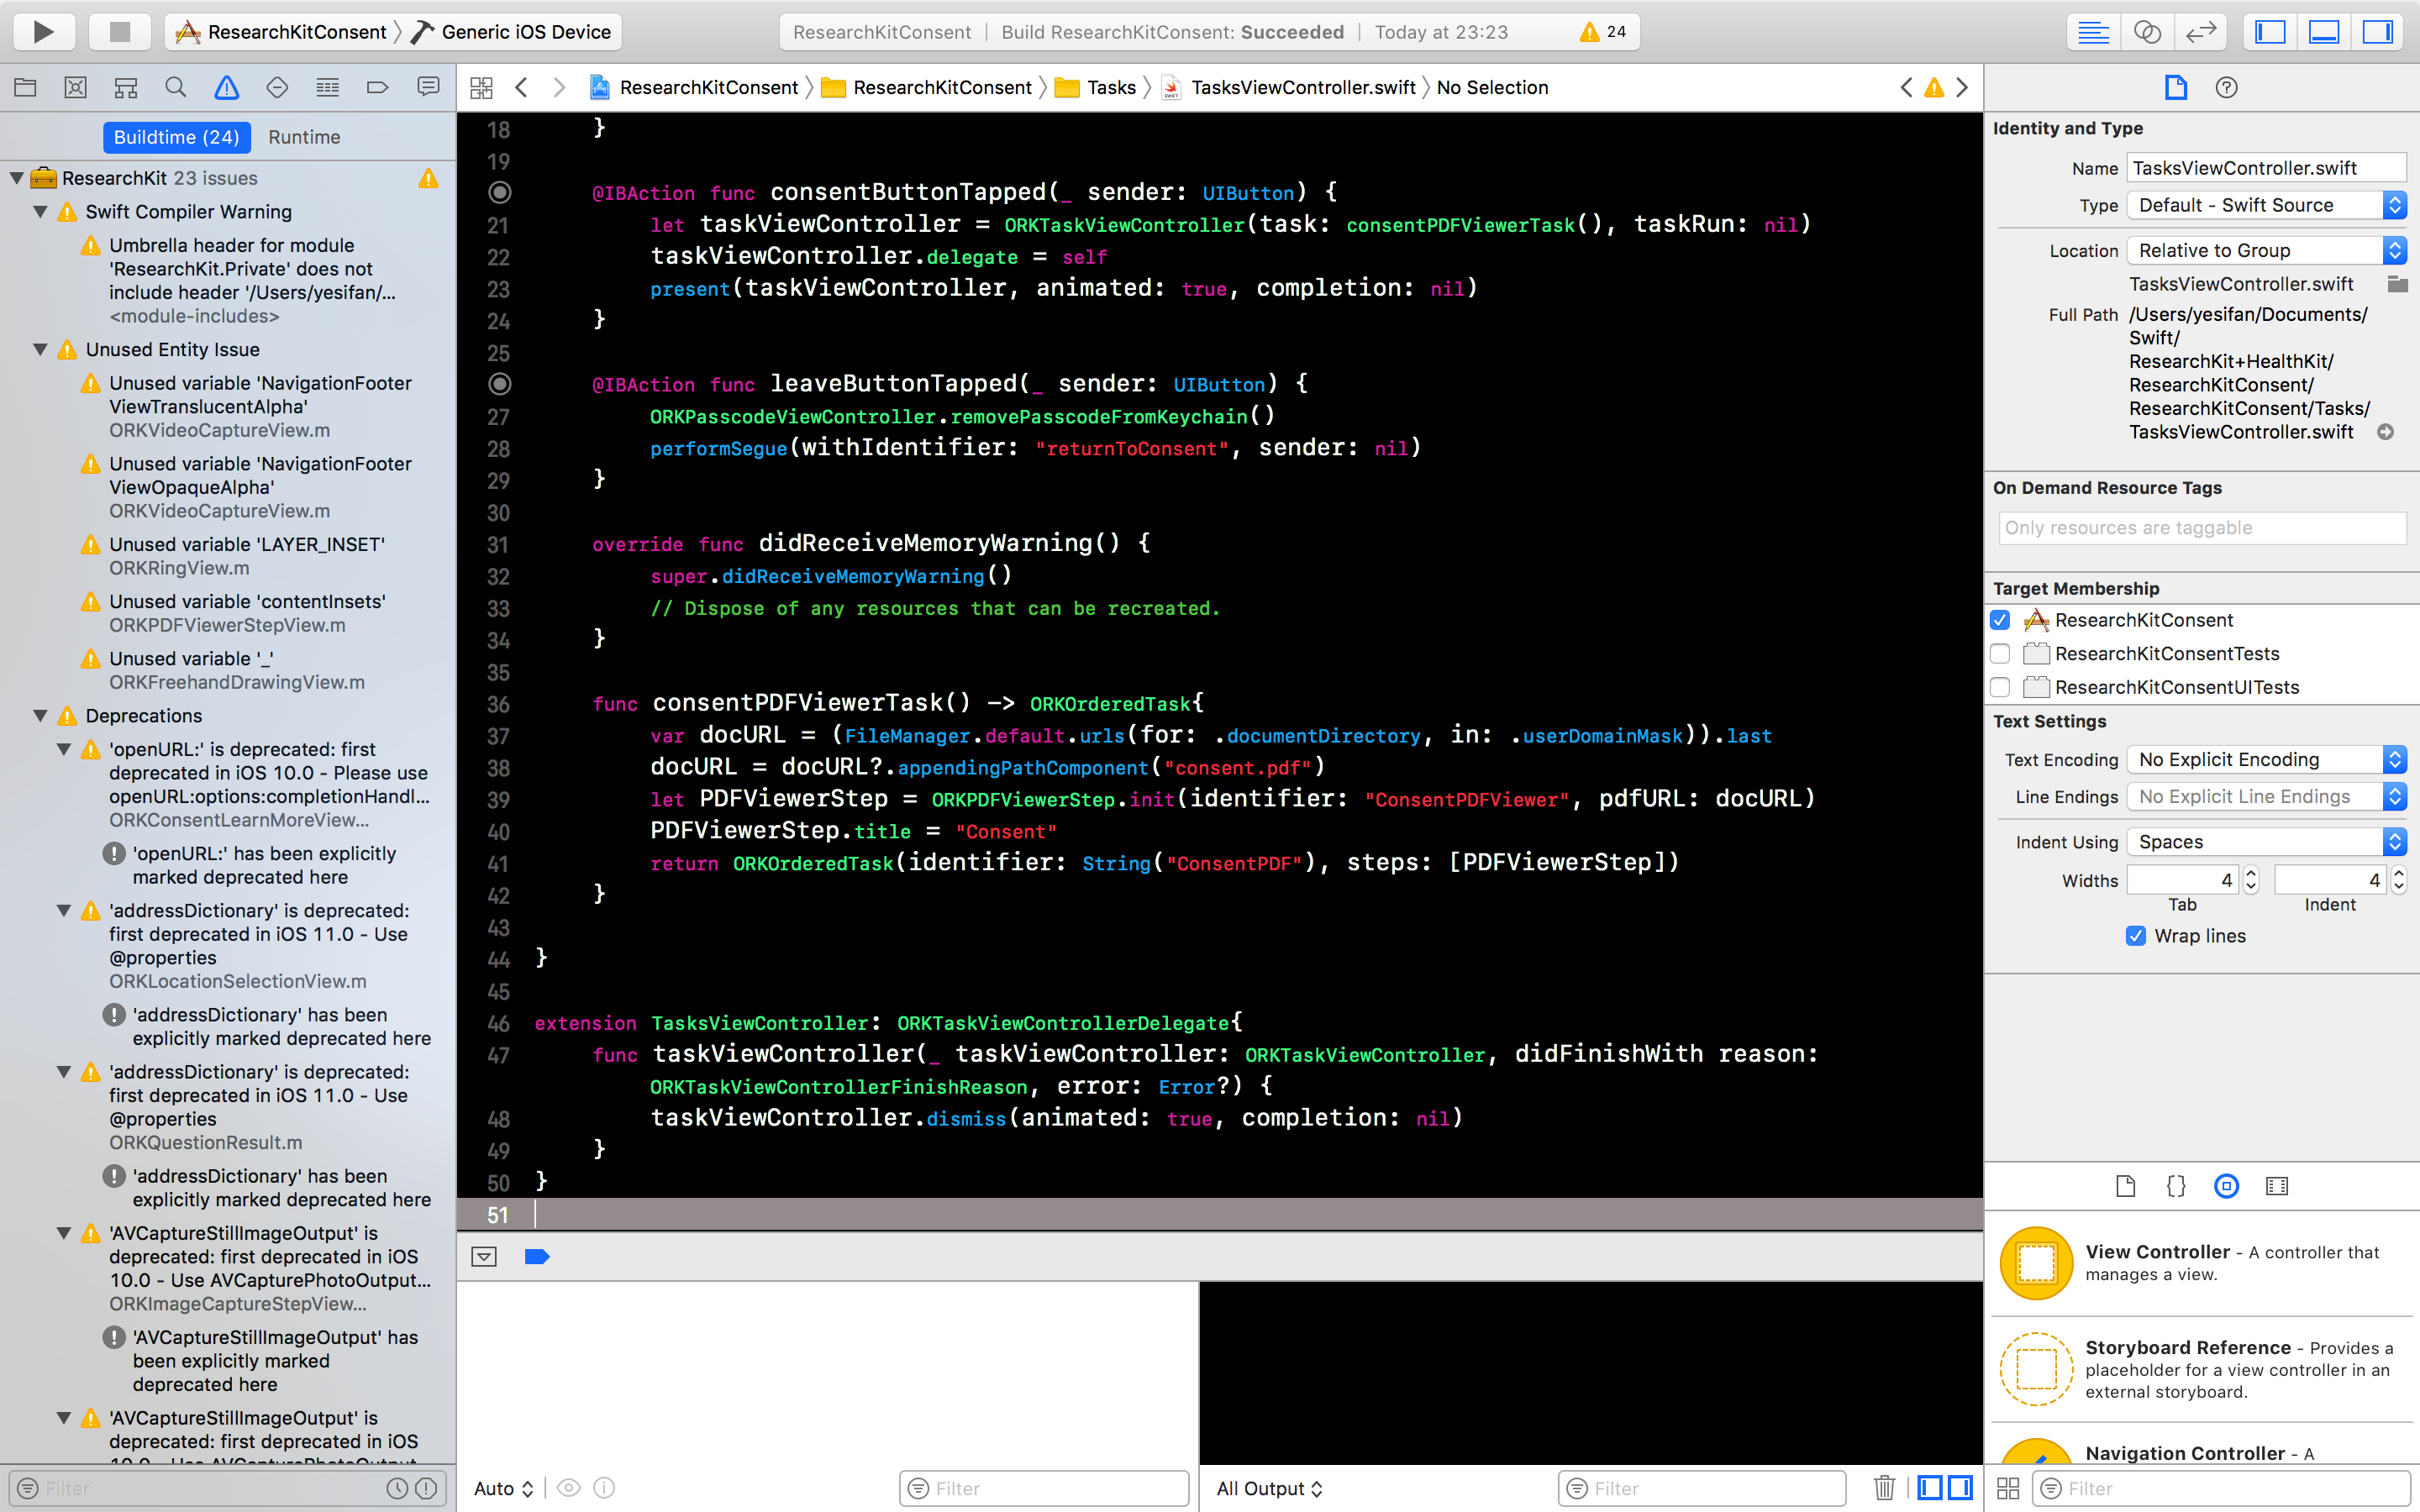 ResearchKitConsent
Generic iOS Device
ResearchKitConsent | Build ResearchKitConsent: Succeeded | Today at 23:23
24
ResearchKitConsent
ResearchKitConsent
Tasks
TasksViewController.swift
No Selection
Buildtime (24)
Runtime
ResearchKit 23 issues
Swift Compiler Warning
Umbrella header for module
'ResearchKit.Private' does not
include header '/Users/yesifan/...
<module-includes>
Unused Entity Issue
Unused variable 'NavigationFooter
ViewTranslucentAlpha'
ORKVideoCaptureView.m
Unused variable 'NavigationFooter
ViewOpaqueAlpha'
ORKVideoCaptureView.m
Unused variable 'LAYER_INSET'
ORKRingView.m
Unused variable 'contentInsets'
ORKPDFViewerStepView.m
Unused variable '_'
ORKFreehandDrawingView.m
Deprecations
'openURL:' is deprecated: first
deprecated in iOS 10.0 - Please use
openURL:options:completionHandl...
ORKConsentLearnMoreView...
'openURL:' has been explicitly
marked deprecated here
'addressDictionary' is deprecated:
first deprecated in iOS 11.0 - Use
@properties
ORKLocationSelectionView.m
'addressDictionary' has been
explicitly marked deprecated here
'addressDictionary' is deprecated:
first deprecated in iOS 11.0 - Use
@properties
ORKQuestionResult.m
'addressDictionary' has been
explicitly marked deprecated here
'AVCaptureStillImageOutput' is
deprecated: first deprecated in iOS
10.0 - Use AVCapturePhotoOutput...
ORKImageCaptureStepView...
'AVCaptureStillImageOutput' has
been explicitly marked
deprecated here
'AVCaptureStillImageOutput' is
deprecated: first deprecated in iOS
10.0 - Use AVCapturePhotoOutput
Filter
18 }
19
@IBAction func consentButtonTapped(_ sender: UIButton) {
21 let taskViewController = ORKTaskViewController(task: consentPDFViewerTask(), taskRun: nil)
22 taskViewController.delegate = self
23 present(taskViewController, animated: true, completion: nil)
24 }
25
@IBAction func leaveButtonTapped(_ sender: UIButton) {
27 ORKPasscodeViewController.removePasscodeFromKeychain()
28 performSegue(withIdentifier: "returnToConsent", sender: nil)
29 }
30
31 override func didReceiveMemoryWarning() {
32 super.didReceiveMemoryWarning()
33 // Dispose of any resources that can be recreated.
34 }
35
36 func consentPDFViewerTask() -> ORKOrderedTask{
37 var docURL = (FileManager.default.urls(for: .documentDirectory, in: .userDomainMask)).last
38 docURL = docURL?.appendingPathComponent("consent.pdf")
39 let PDFViewerStep = ORKPDFViewerStep.init(identifier: "ConsentPDFViewer", pdfURL: docURL)
40 PDFViewerStep.title = "Consent"
41 return ORKOrderedTask(identifier: String("ConsentPDF"), steps: [PDFViewerStep])
42 }
43
44 }
45
46 extension TasksViewController: ORKTaskViewControllerDelegate{
47 func taskViewController(_ taskViewController: ORKTaskViewController, didFinishWith reason:
ORKTaskViewControllerFinishReason, error: Error?) {
48 taskViewController.dismiss(animated: true, completion: nil)
49 }
50 }
51
Auto
Filter
All Output
Filter
Identity and Type
Name TasksViewController.swift
Type Default - Swift Source
Location Relative to Group
TasksViewController.swift
Full Path /Users/yesifan/Documents/
Swift/
ResearchKit+HealthKit/
ResearchKitConsent/
ResearchKitConsent/Tasks/
TasksViewController.swift
On Demand Resource Tags
Only resources are taggable
Target Membership
ResearchKitConsent
ResearchKitConsentTests
ResearchKitConsentUITests
Text Settings
Text Encoding No Explicit Encoding
Line Endings No Explicit Line Endings
Indent Using Spaces
Widths 4 4
Tab Indent
Wrap lines
{}
View Controller - A controller that
manages a view.
Storyboard Reference - Provides a
placeholder for a view controller in an
external storyboard.
Navigation Controller - A
Filter